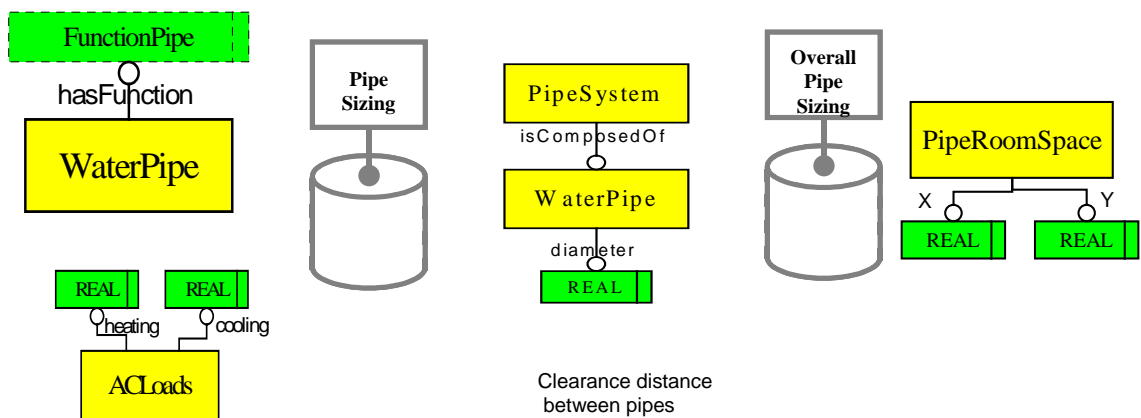 FunctionPipe
hasFunction
WaterPipe
REAL
REAL
heating
cooling
ACLoads
Pipe
Sizing
PipeSystem
isComposedOf
WaterPipe
diameter
REAL
Clearance distance
between pipes
Overall
Pipe
Sizing
PipeRoomSpace
X
Y
REAL
REAL